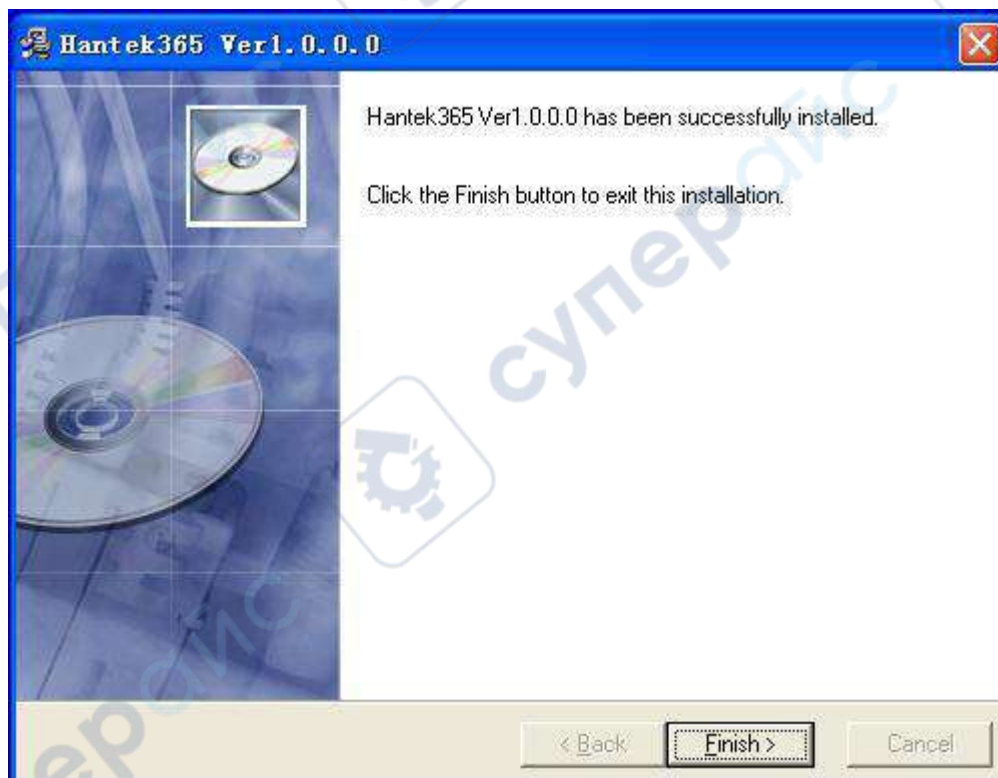 Hantek365 Ver1.0.0.0
Hantek365 Ver1.0.0.0 has been successfully installed.
Click the Finish button to exit this installation.
суперайс
< Back
Finish >
Cancel